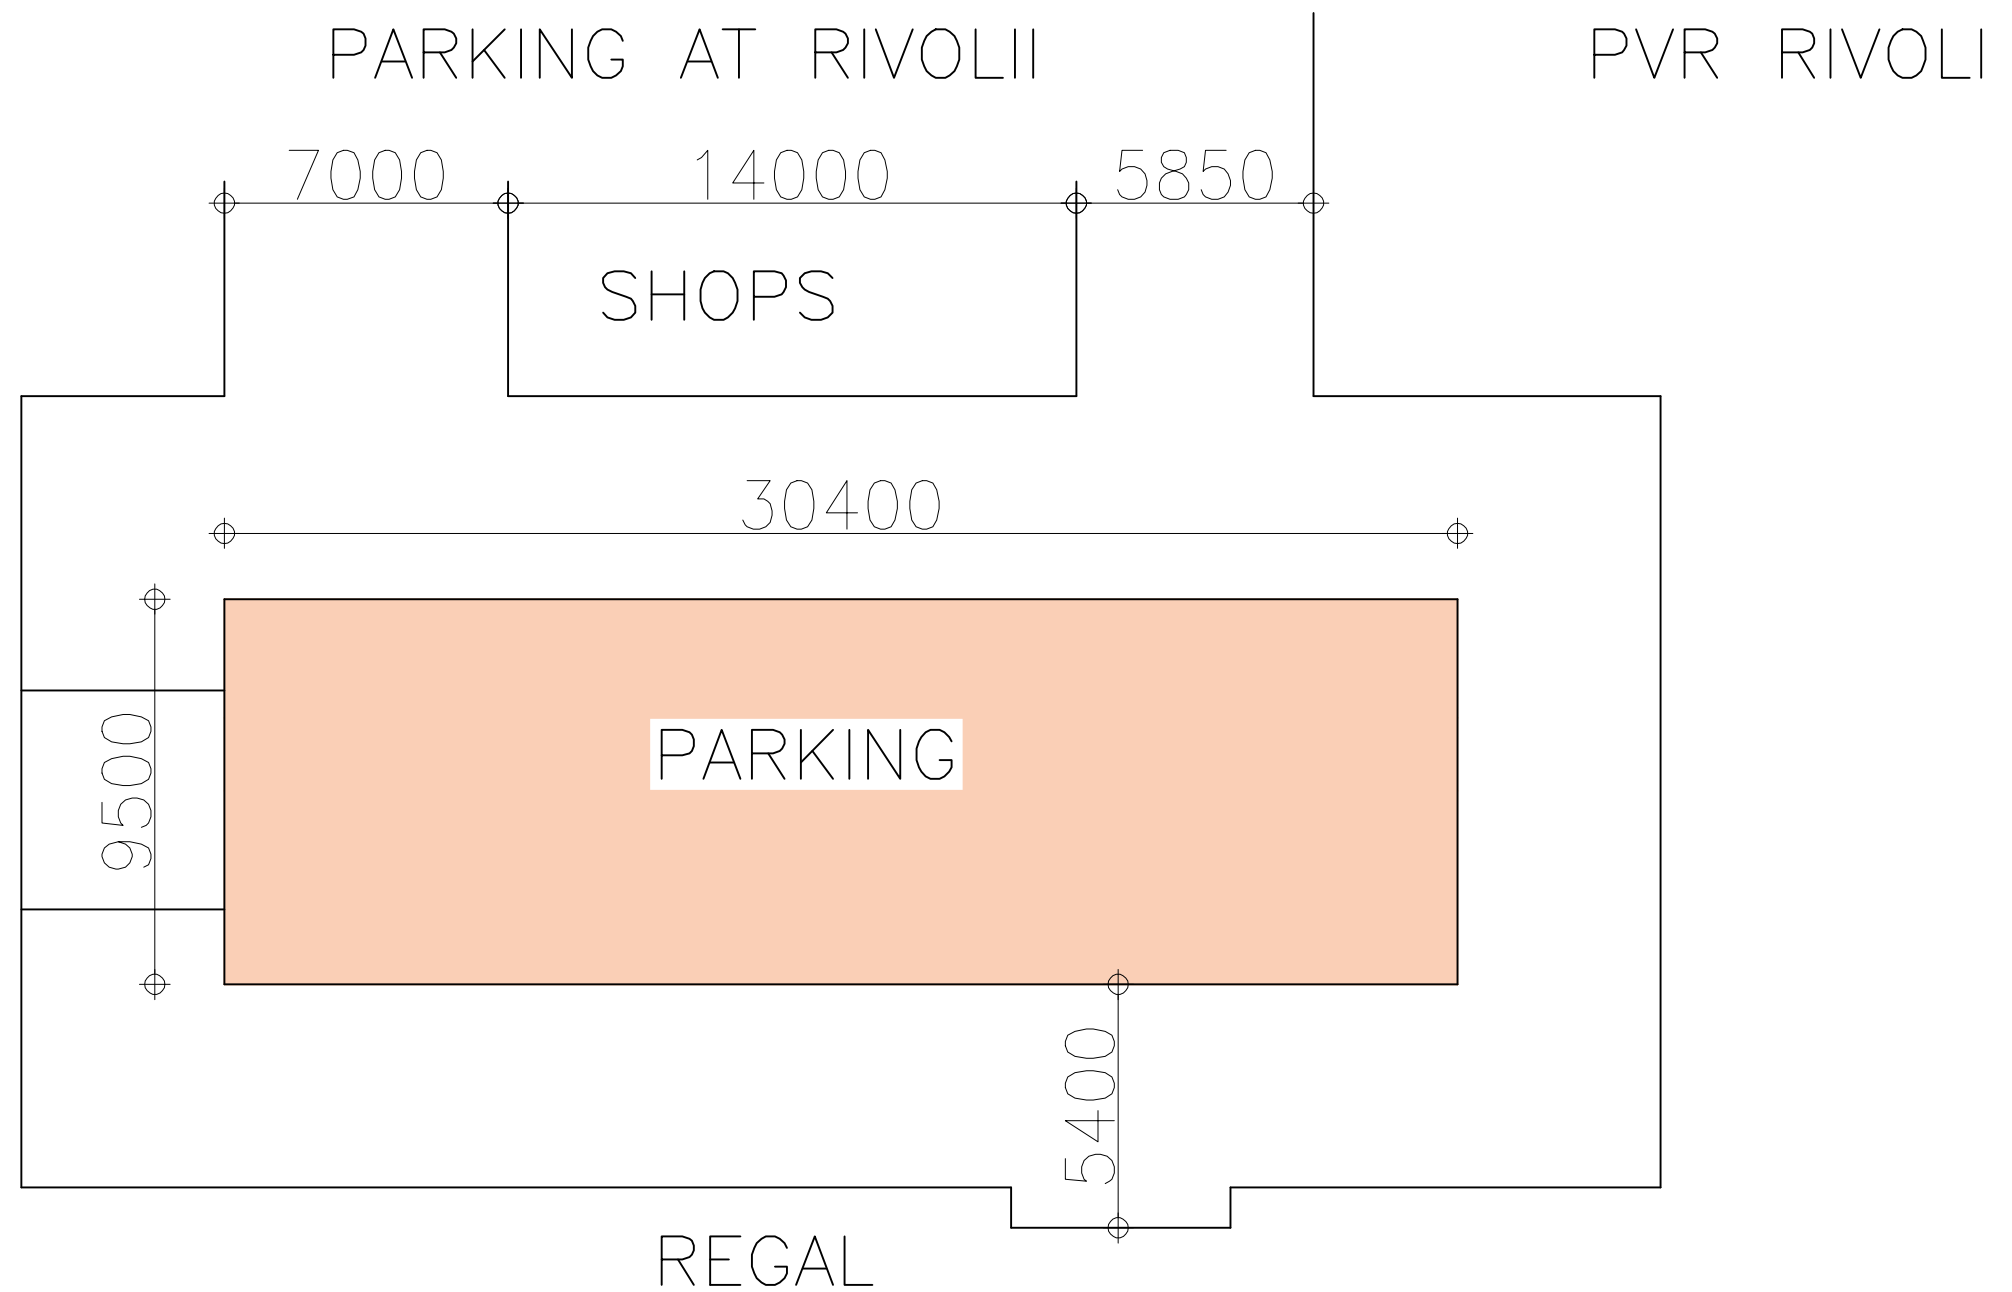 PARKING AT RIVOLII
PVR RIVOLI
7000
14000
5850
SHOPS
30400
PARKING
9500
5400
REGAL